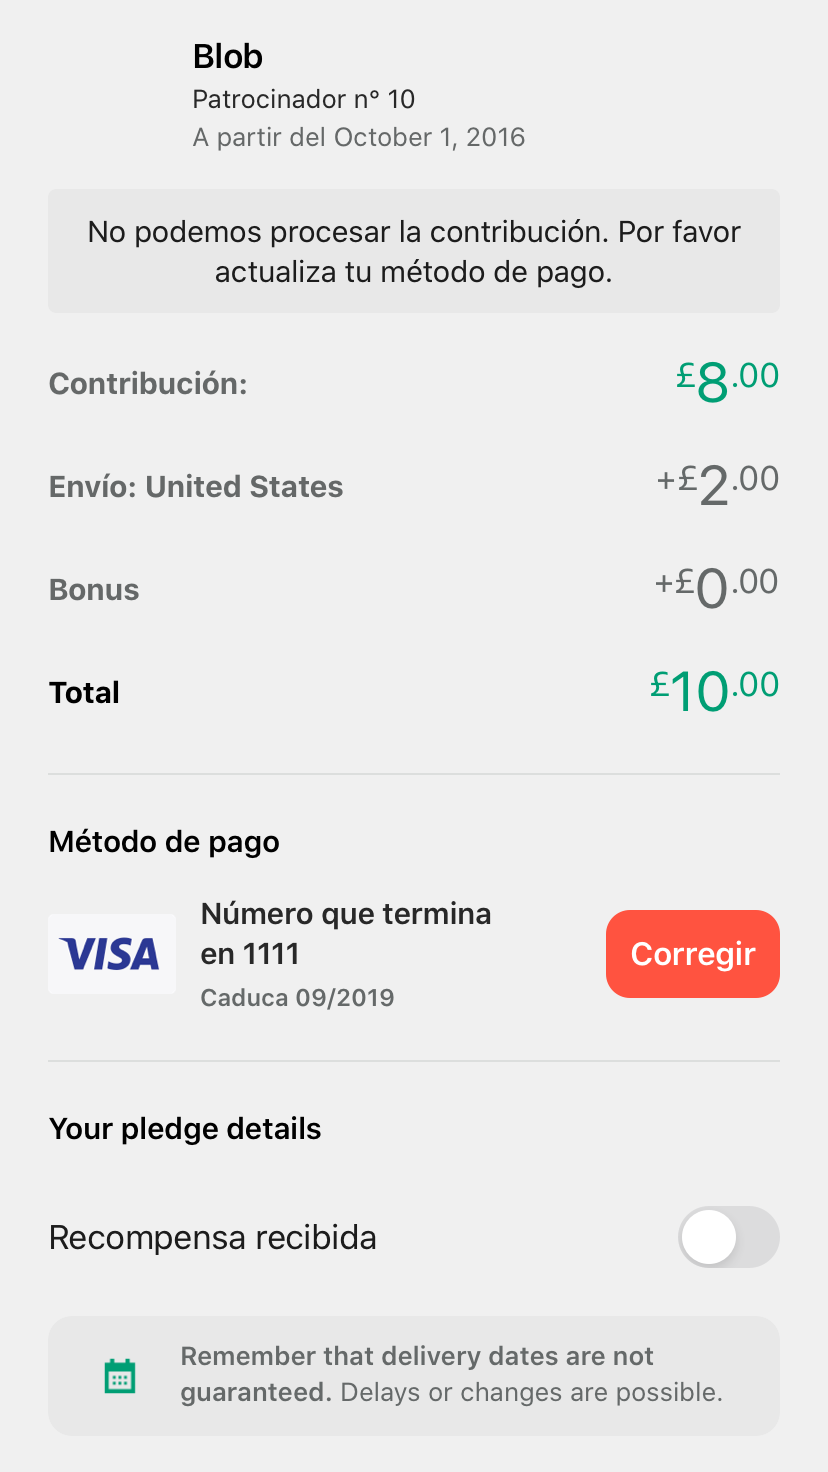 Blob
Patrocinador n° 10
A partir del October 1, 2016
No podemos procesar la contribución. Por favor
actualiza tu método de pago.
Contribución:
£8.00
Envío: United States
+£2.00
Bonus
+£0.00
Total
£10.00
Método de pago
VISA
Número que termina
en 1111
Caduca 09/2019
Corregir
Your pledge details
Recompensa recibida
Remember that delivery dates are not
guaranteed. Delays or changes are possible.